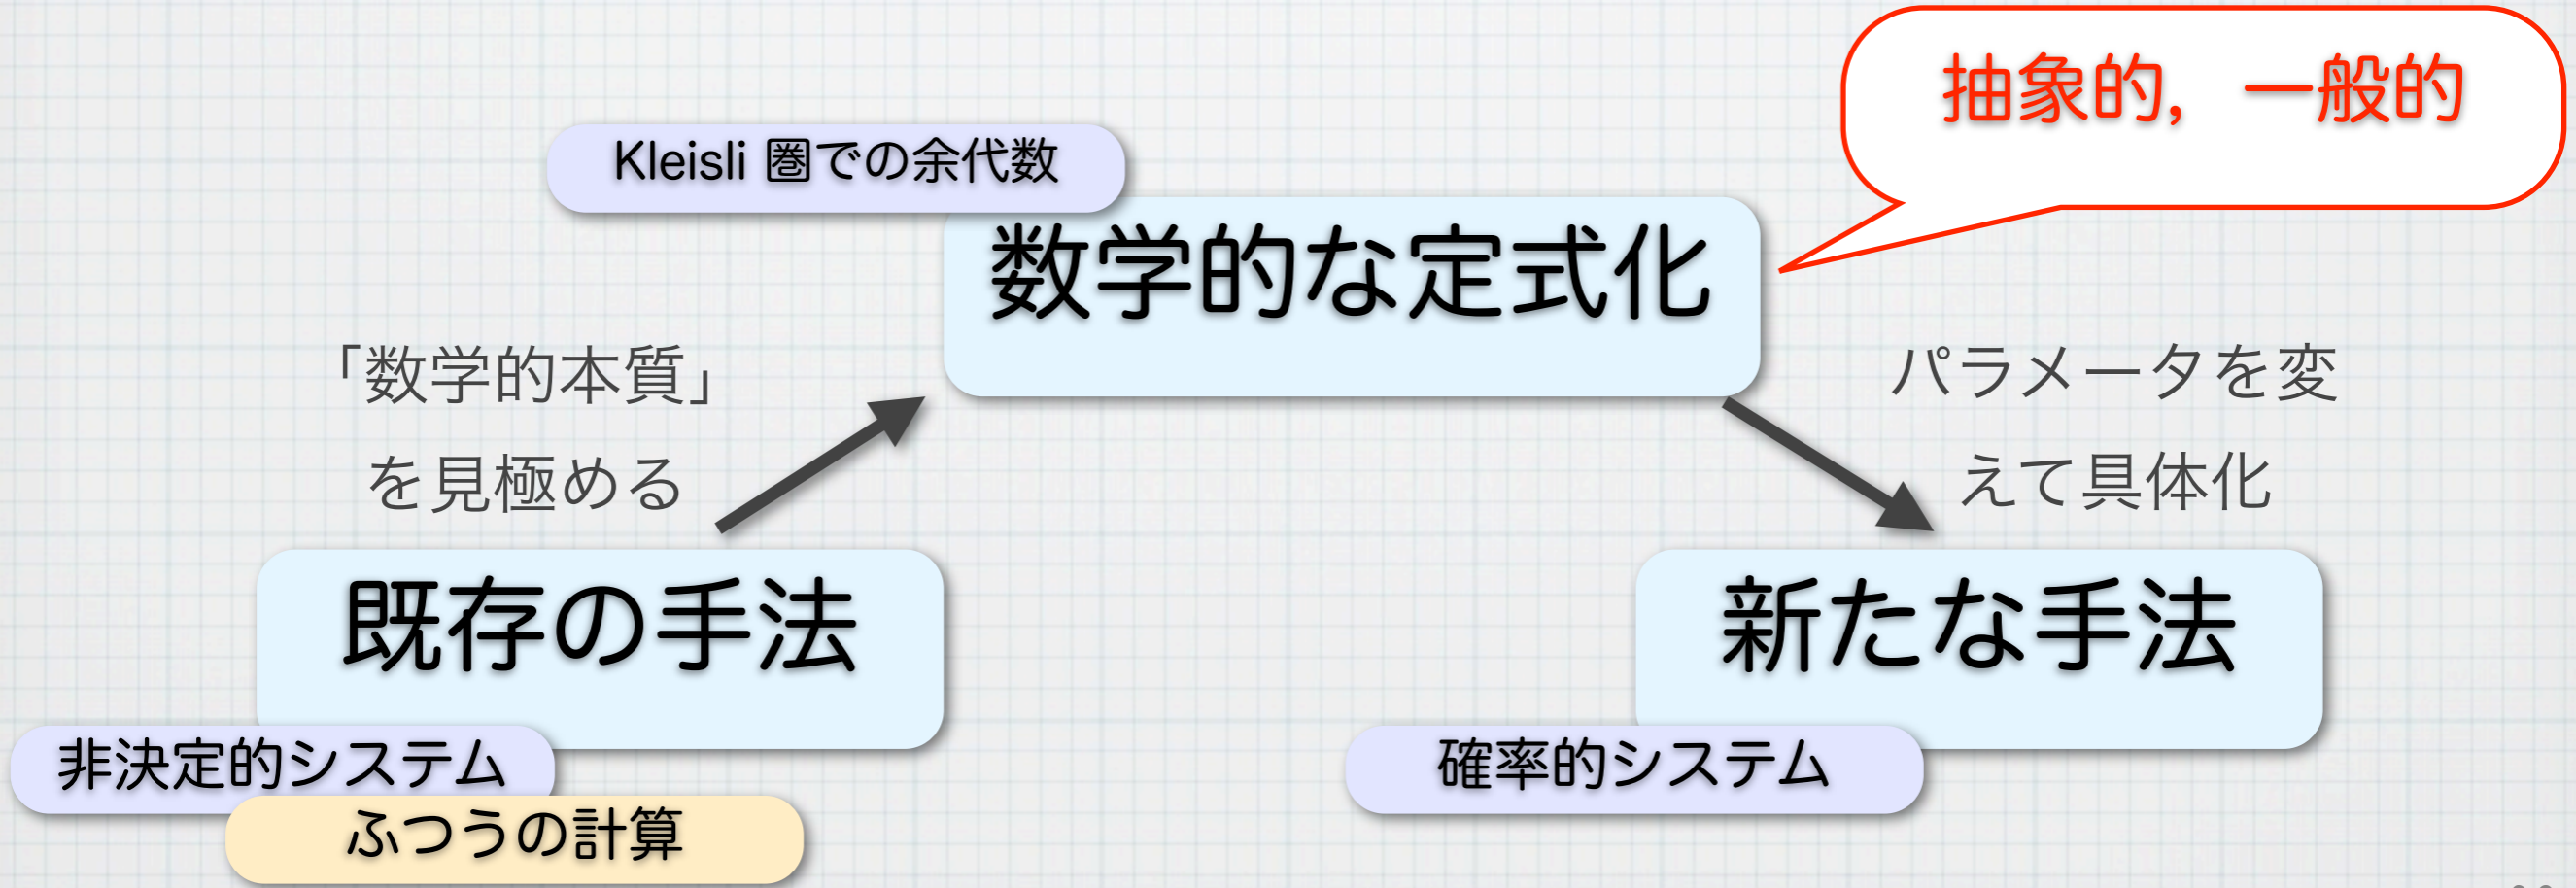 抽象的，一般的
Kleisli 圏での余代数
数学的な定式化
「数学的本質」
を見極める
パラメータを変
えて具体化
既存の手法
新たな手法
非決定的システム
確率的システム
ふつうの計算